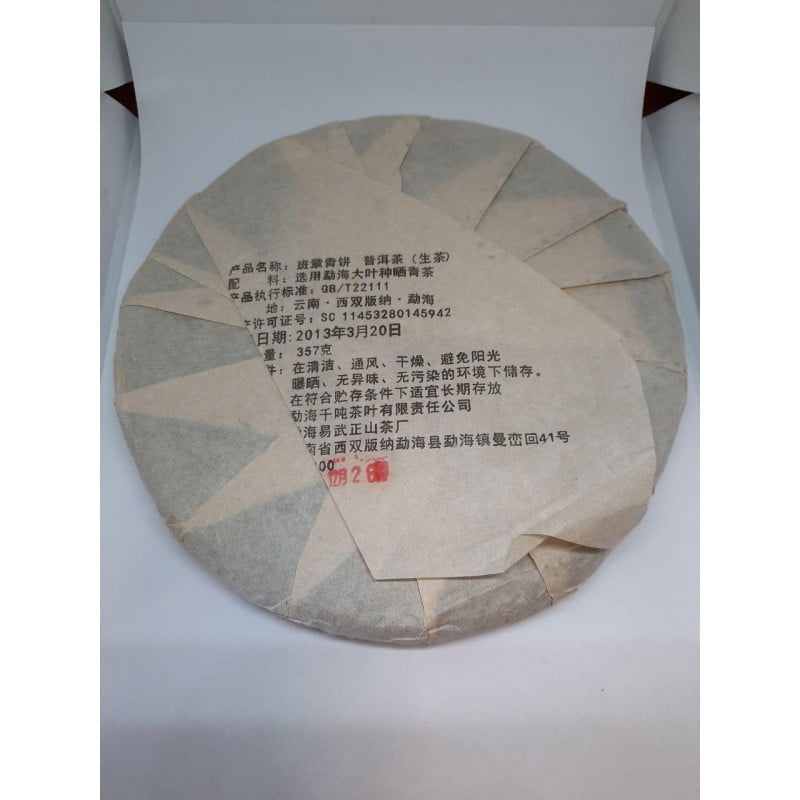 产品名称：班章青饼 普洱茶（生茶）
配 料：选用勐海大叶种晒青茶
产品执行标准：GB/T22111
地：云南·西双版纳·勐海
许可证号：SC 11453280145942
日期：2013年3月20日
量：357克
件：在清洁、通风、干燥、避免阳光
曝晒、无异味、无污染的环境下储存。
在符合贮存条件下适宜长期存放
勐海千吨茶叶有限责任公司
海易武正山茶厂
南省西双版纳勐海县勐海镇曼峦回41号
00
月2